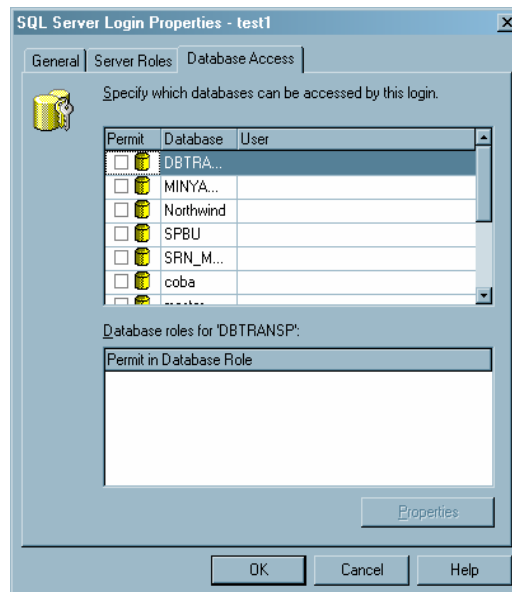 SQL Server Login Properties - test1
General Server Roles Database Access
Specify which databases can be accessed by this login.
Permit Database User
DBTRA...
MINYA...
Northwind
SPBU
SRN_M...
coba
Database roles for 'DBTRANSP':
Permit in Database Role
Properties
OK Cancel Help